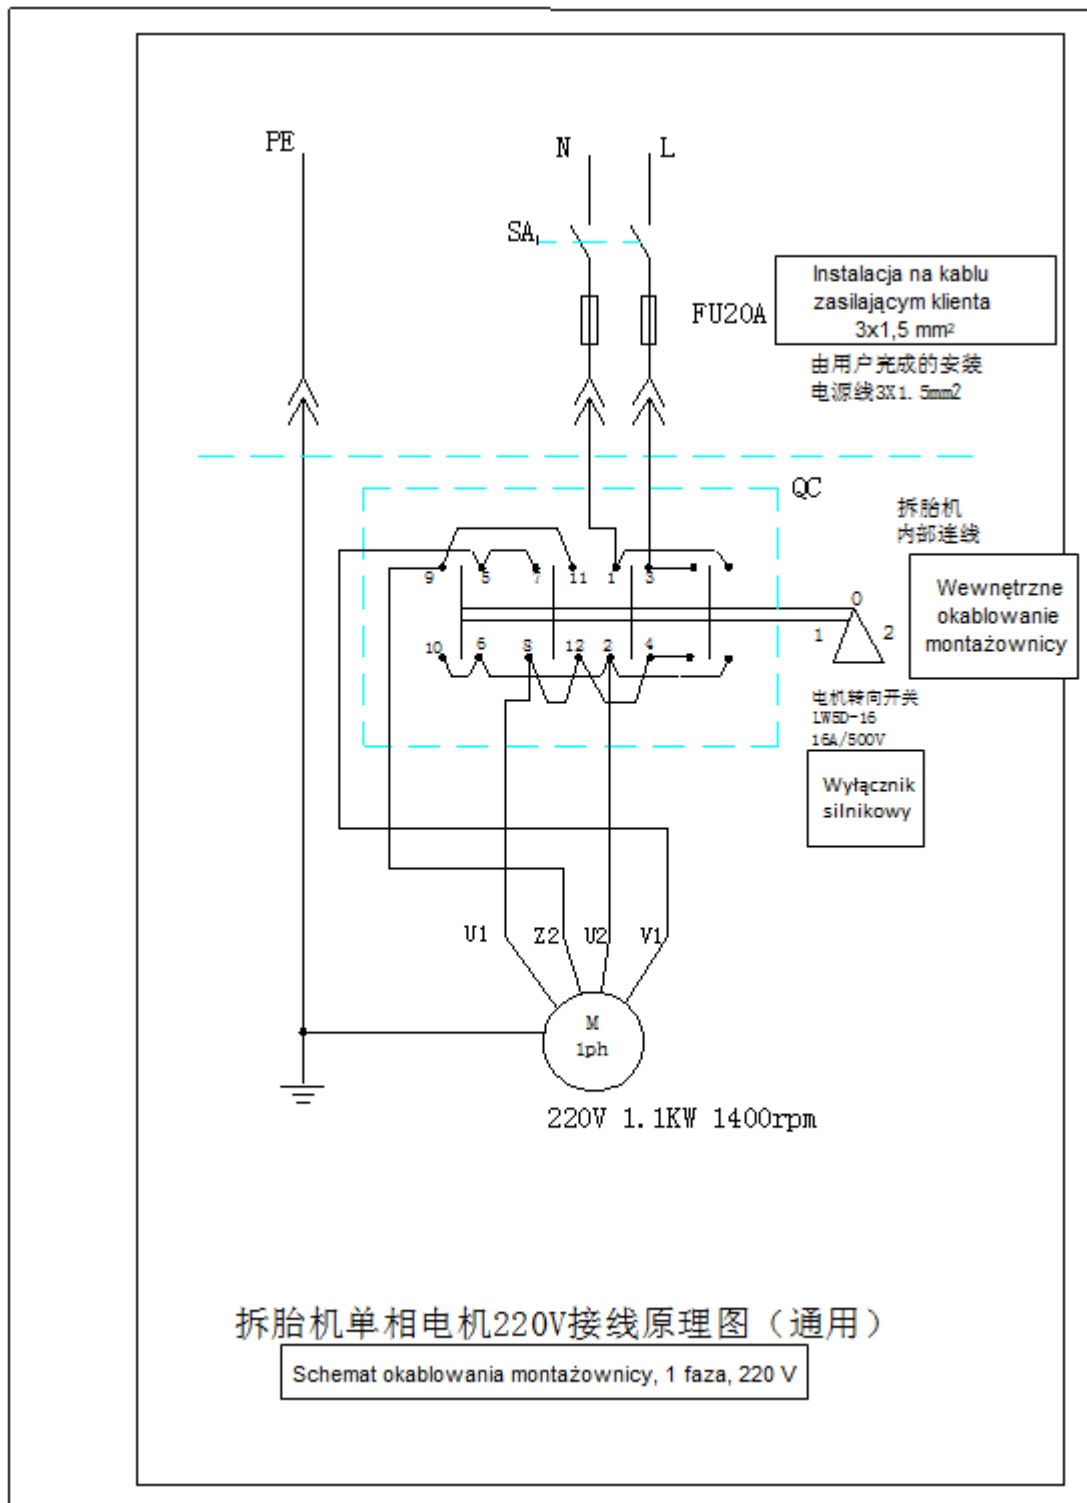 PE
N
L
SA
FU20A
Instalacja na kablu
zasilającym klienta
3x1,5 mm²
由用户完成的安装
电源线3X1.5mm2
QC
拆胎机
内部连线
Wewnętrzne
okablowanie
montażownicy
9 5 7 11 1 3
10 6 8 12 2 4
0
1 2
电机转向开关
LW5D-16
16A/500V
Wyłącznik
silnikowy
U1 Z2 U2 V1
M
1ph
220V 1.1KW 1400rpm
拆胎机单相电机220V接线原理图（通用）
Schemat okablowania montażownicy, 1 faza, 220 V